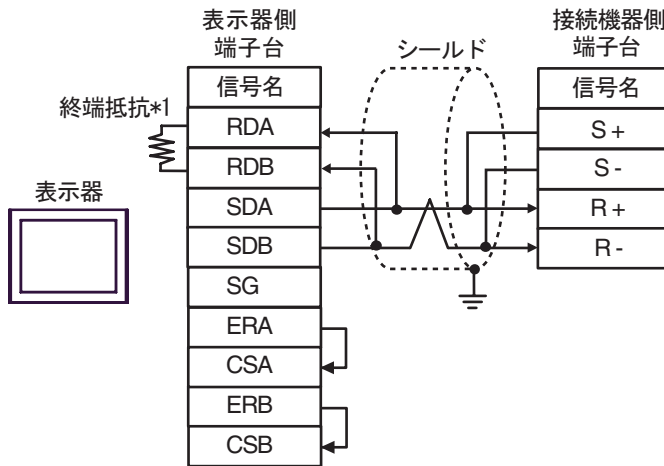 表示器側
端子台
信号名
RDA
RDB
SDA
SDB
SG
ERA
CSA
ERB
CSB
終端抵抗*1
表示器
シールド
接続機器側
端子台
信号名
S +
S -
R +
R -